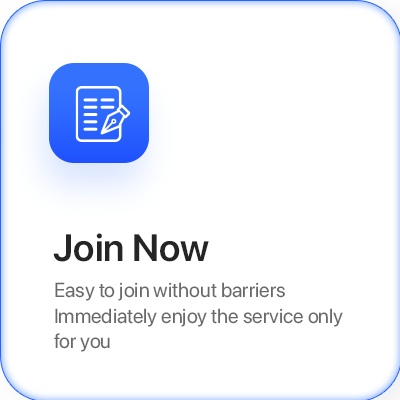 Join Now
Easy to join without barriers
Immediately enjoy the service only
for you